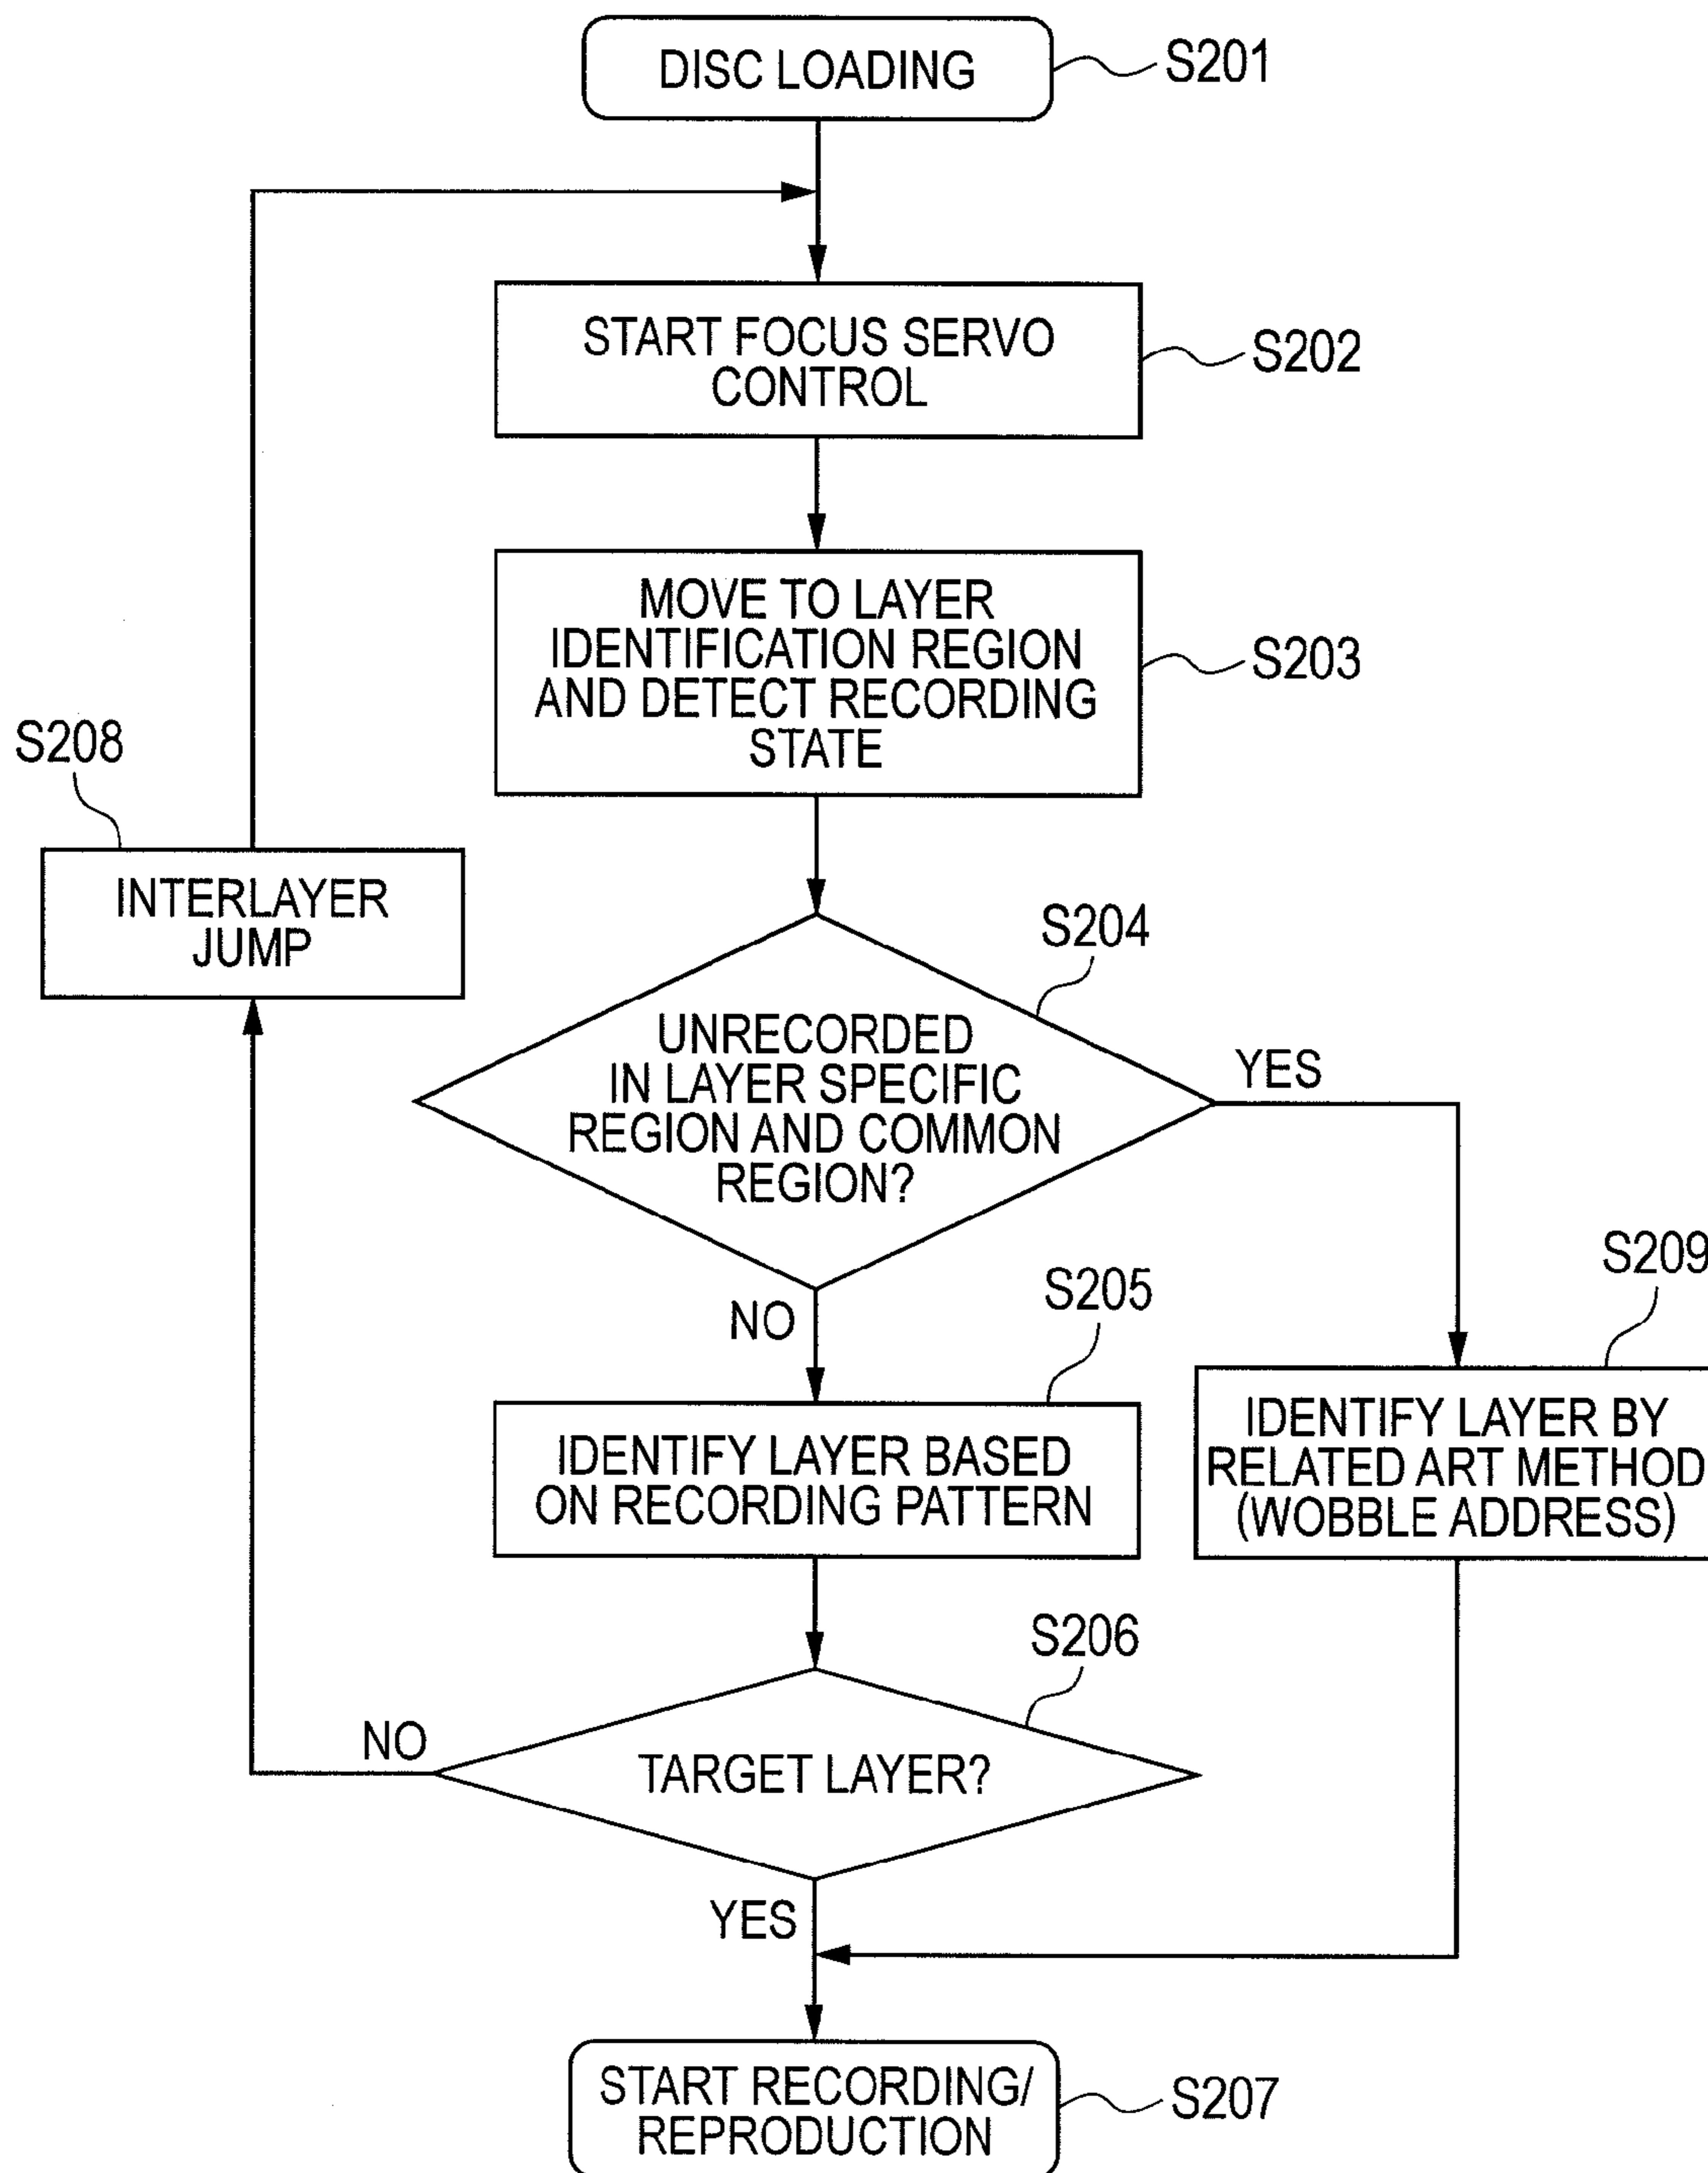 DISC LOADING
S201
START FOCUS SERVO
CONTROL
S202
MOVE TO LAYER
IDENTIFICATION REGION
AND DETECT RECORDING
STATE
S203
S208
INTERLAYER
JUMP
S204
UNRECORDED
IN LAYER SPECIFIC
REGION AND COMMON
REGION?
YES
NO
S205
S209
IDENTIFY LAYER BASED
ON RECORDING PATTERN
IDENTIFY LAYER BY
RELATED ART METHOD
(WOBBLE ADDRESS)
S206
NO
TARGET LAYER?
YES
START RECORDING/
REPRODUCTION
S207